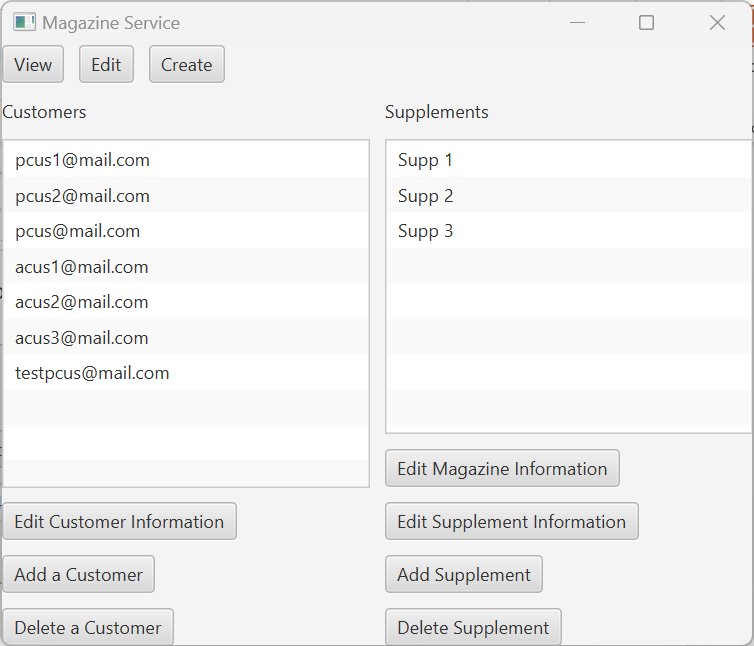 Magazine Service
View Edit Create
Customers
pcus1@mail.com
pcus2@mail.com
pcus@mail.com
acus1@mail.com
acus2@mail.com
acus3@mail.com
testpcus@mail.com
Edit Customer Information
Add a Customer
Delete a Customer
Supplements
Supp 1
Supp 2
Supp 3
Edit Magazine Information
Edit Supplement Information
Add Supplement
Delete Supplement